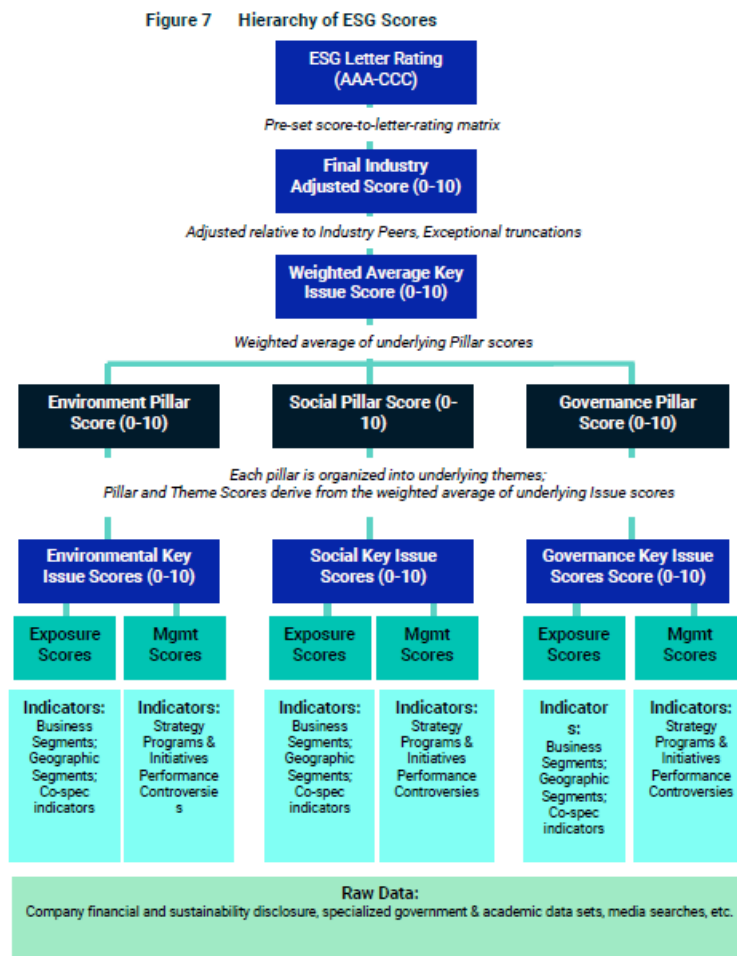 Figure 7 Hierarchy of ESG Scores
ESG Letter Rating
(AAA-CCC)
Pre-set score-to-letter-rating matrix
Final Industry
Adjusted Score (0-10)
Adjusted relative to Industry Peers, Exceptional truncations
Weighted Average Key
Issue Score (0-10)
Weighted average of underlying Pillar scores
Environment Pillar
Score (0-10)
Social Pillar Score (0-
10)
Governance Pillar
Score (0-10)
Each pillar is organized into underlying themes;
Pillar and Theme Scores derive from the weighted average of underlying Issue scores
Environmental Key
Issue Scores (0-10)
Social Key Issue
Scores (0-10)
Governance Key Issue
Scores Score (0-10)
Exposure
Scores
Mgmt
Scores
Exposure
Scores
Mgmt
Scores
Exposure
Scores
Mgmt
Scores
Indicators:
Business
Segments;
Geographic
Segments;
Co-spec
indicators
Indicators:
Strategy
Programs &
Initiatives
Performance
Controversie
s
Indicators:
Business
Segments;
Geographic
Segments;
Co-spec
indicators
Indicators:
Strategy
Programs &
Initiatives
Performance
Controversies
Indicator
s:
Business
Segments;
Geographic
Segments;
Co-spec
indicators
Indicators:
Strategy
Programs &
Initiatives
Performance
Controversies
Raw Data:
Company financial and sustainability disclosure, specialized government & academic data sets, media searches, etc.